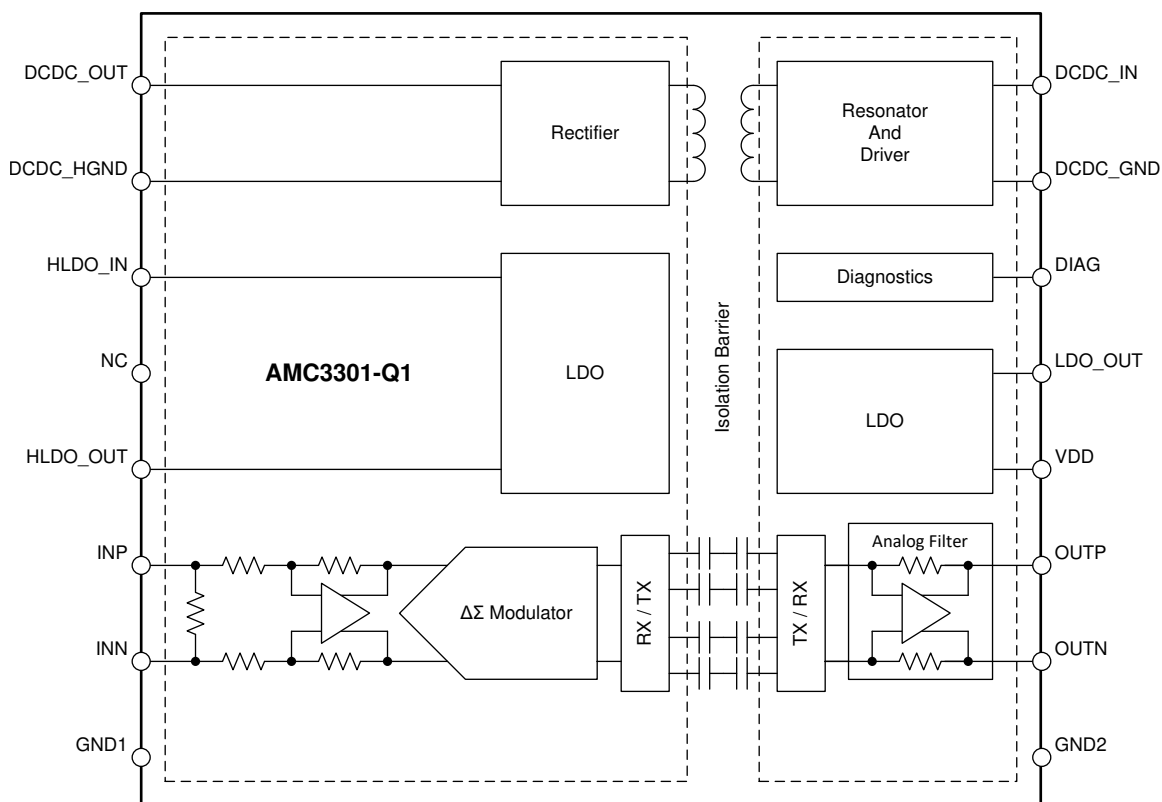 DCDC_OUT
DCDC_HGND
HLDO_IN
NC
HLDO_OUT
INP
INN
GND1
Rectifier
AMC3301-Q1
LDO
ΔΣ Modulator
RX / TX
Isolation Barrier
Resonator
And
Driver
Diagnostics
LDO
TX / RX
Analog Filter
DCDC_IN
DCDC_GND
DIAG
LDO_OUT
VDD
OUTP
OUTN
GND2